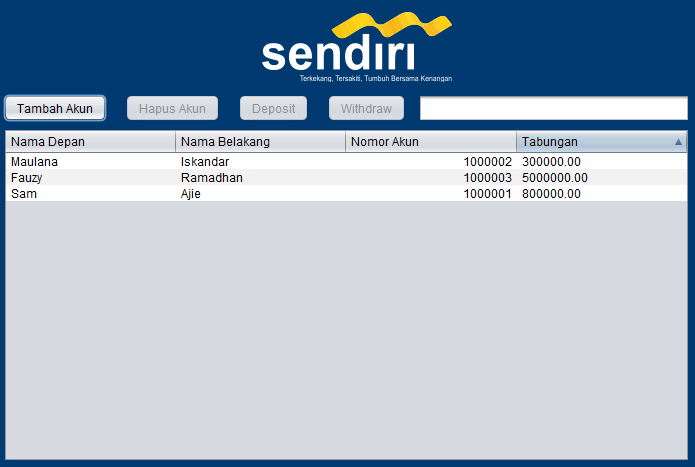 sendiri
Terkekang, Tersakiti, Tumbuh Bersama Kenangan
Tambah Akun Hapus Akun Deposit Withdraw
Nama Depan Nama Belakang Nomor Akun Tabungan
Maulana Iskandar 1000002 300000.00
Fauzy Ramadhan 1000003 5000000.00
Sam Ajie 1000001 800000.00